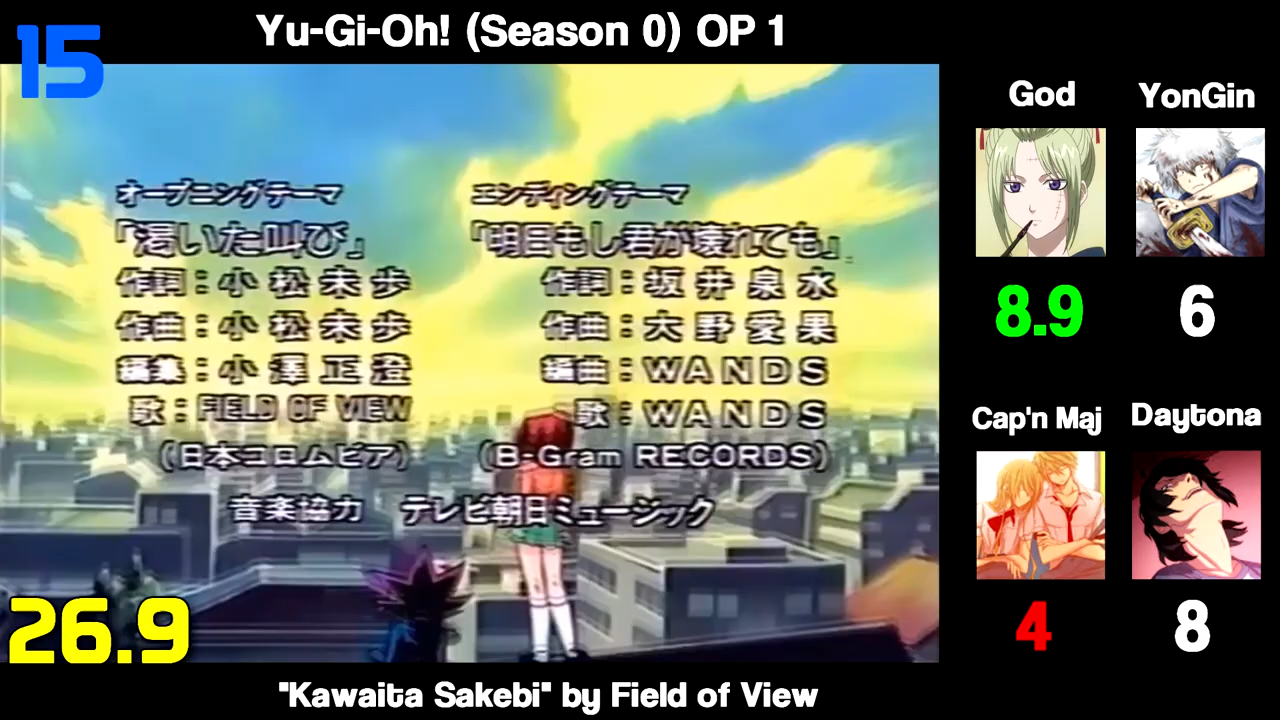 Yu-Gi-Oh! (Season 0) OP 1
15
オープニングテーマ
「渇いた叫び」
作詞：小松未歩
作曲：小松未歩
編集：小澤正澄
歌：FIELD OF VIEW
(日本コロムビア)
エンディングテーマ
「明日もし君が壊れても」
作詞：坂井泉水
作曲：大野愛果
編曲：WANDS
歌：WANDS
(B-Gram RECORDS)
音楽協力 テレビ朝日ミュージック
26.9
"Kawaita Sakebi" by Field of View
God
8.9
YonGin
6
Cap'n Maj
4
Daytona
8